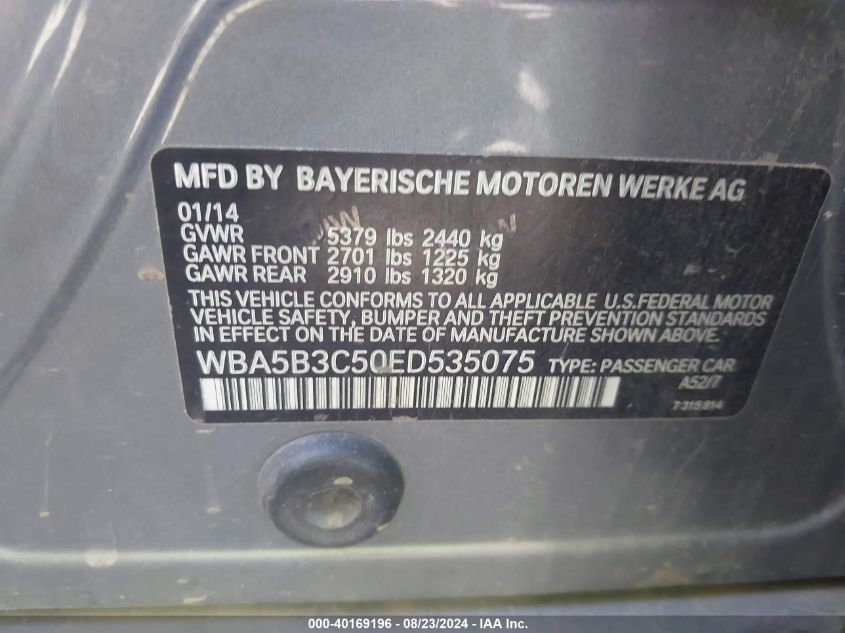 MFD BY BAYERISCHE MOTOREN WERKE AG
01/14
GVWR 5379 lbs 2440 kg
GAWR FRONT 2701 lbs 1225 kg
GAWR REAR 2910 lbs 1320 kg
THIS VEHICLE CONFORMS TO ALL APPLICABLE U.S.FEDERAL MOTOR
VEHICLE SAFETY, BUMPER AND THEFT PREVENTION STANDARDS
IN EFFECT ON THE DATE OF MANUFACTURE SHOWN ABOVE.
WBA5B3C50ED535075 TYPE: PASSENGER CAR
A52/7
7 315 814
000-40169196 - 08/23/2024 - IAA Inc.